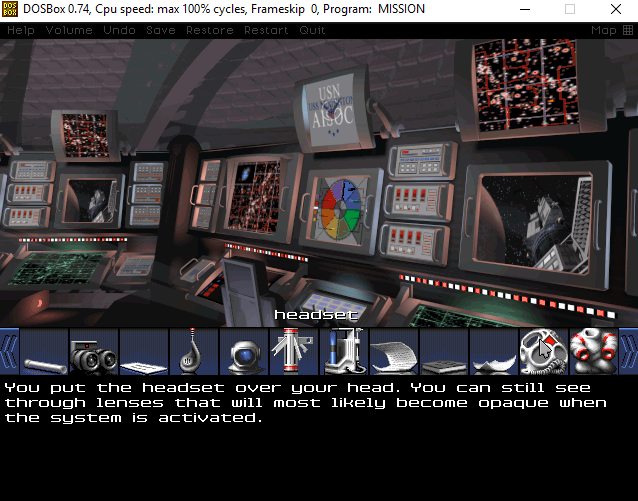 DOSBox 0.74, Cpu speed: max 100% cycles, Frameskip 0, Program: MISSION
Help Volume Undo Save Restore Restart Quit Map
USN
AISOC
headset
You put the headset over your head. You can still see
through lenses that will most likely become opaque when
the system is activated.